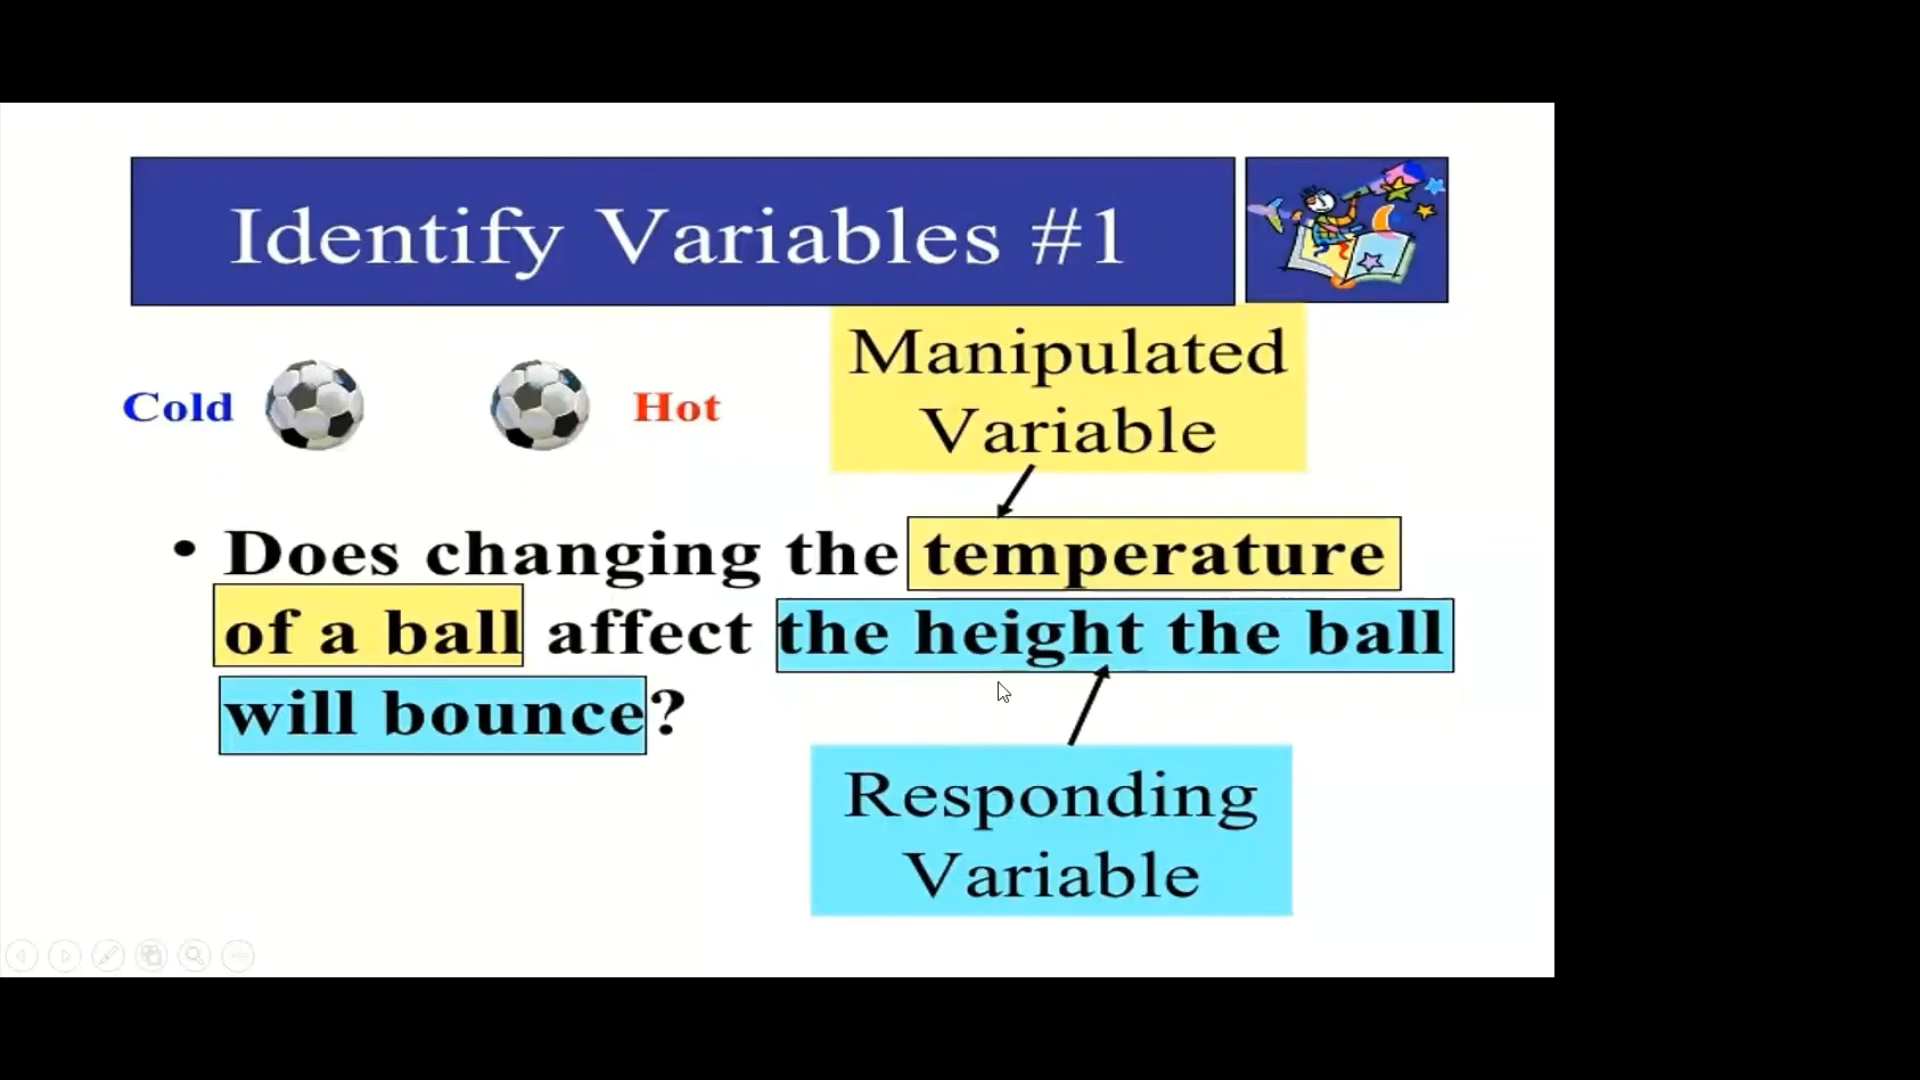 Identify Variables #1
Cold
Hot
Manipulated
Variable
• Does changing the temperature
of a ball affect the height the ball
will bounce?
Responding
Variable